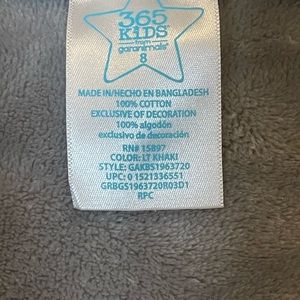 365
KIDS
from
garanimals®
8
MADE IN/HECHO EN BANGLADESH
100% COTTON
EXCLUSIVE OF DECORATION
100% algodón
exclusivo de decoración
RN# 15897
COLOR: LT KHAKI
STYLE: GAKBS1963720
UPC: 0 1521336551
GRBGS1963720R03D1
RPC